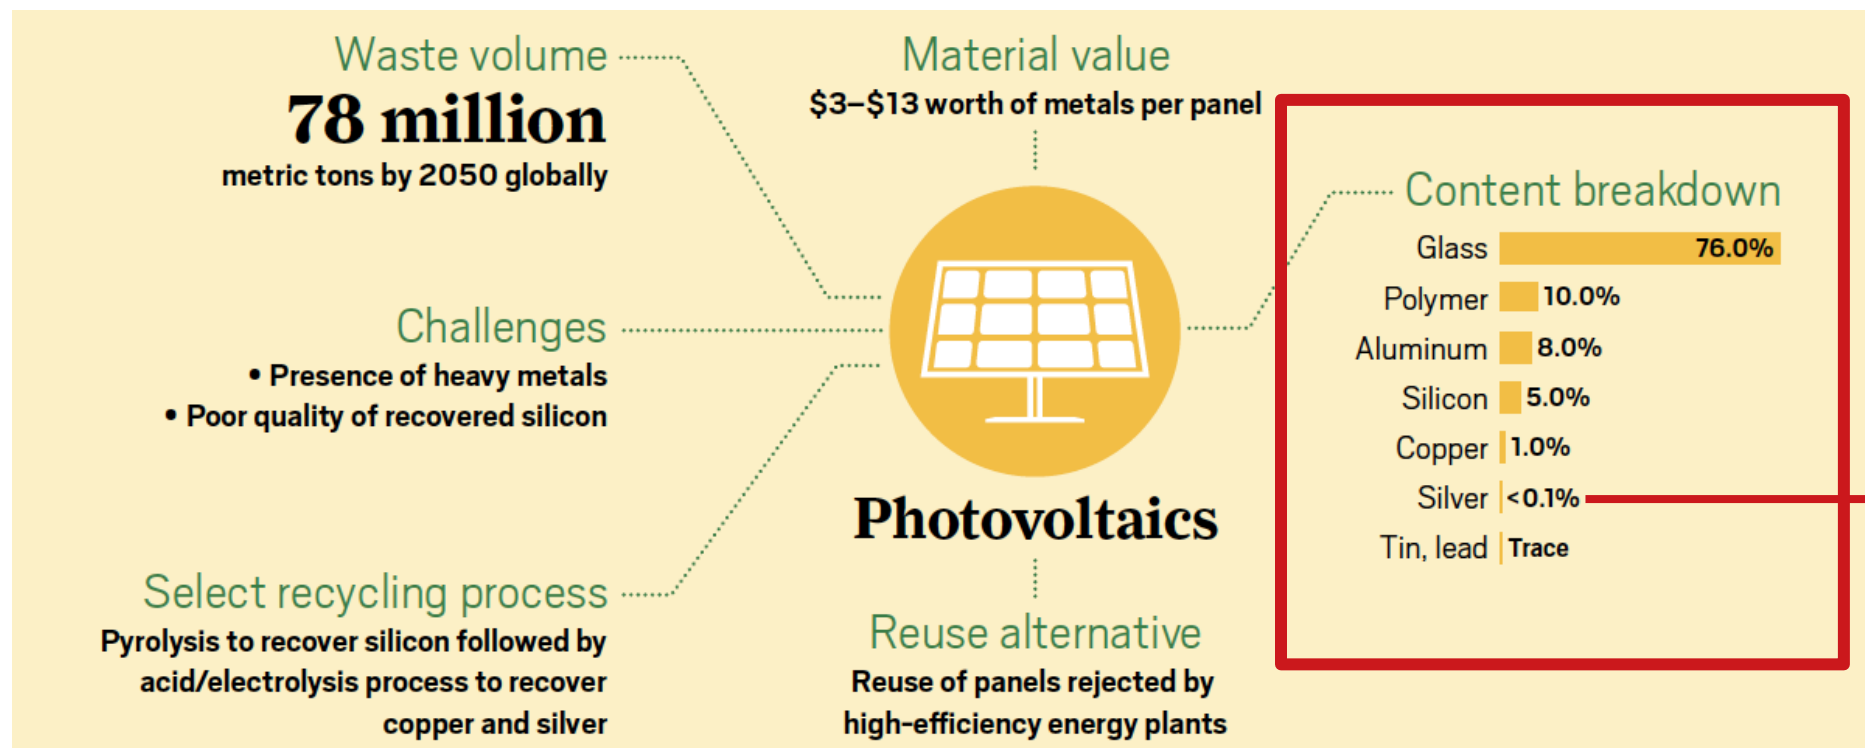 Waste volume
78 million
metric tons by 2050 globally
Material value
$3–$13 worth of metals per panel
Challenges
• Presence of heavy metals
• Poor quality of recovered silicon
Select recycling process
Pyrolysis to recover silicon followed by
acid/electrolysis process to recover
copper and silver
Photovoltaics
Reuse alternative
Reuse of panels rejected by
high-efficiency energy plants
Content breakdown
Glass 76.0%
Polymer 10.0%
Aluminum 8.0%
Silicon 5.0%
Copper 1.0%
Silver <0.1%
Tin, lead Trace